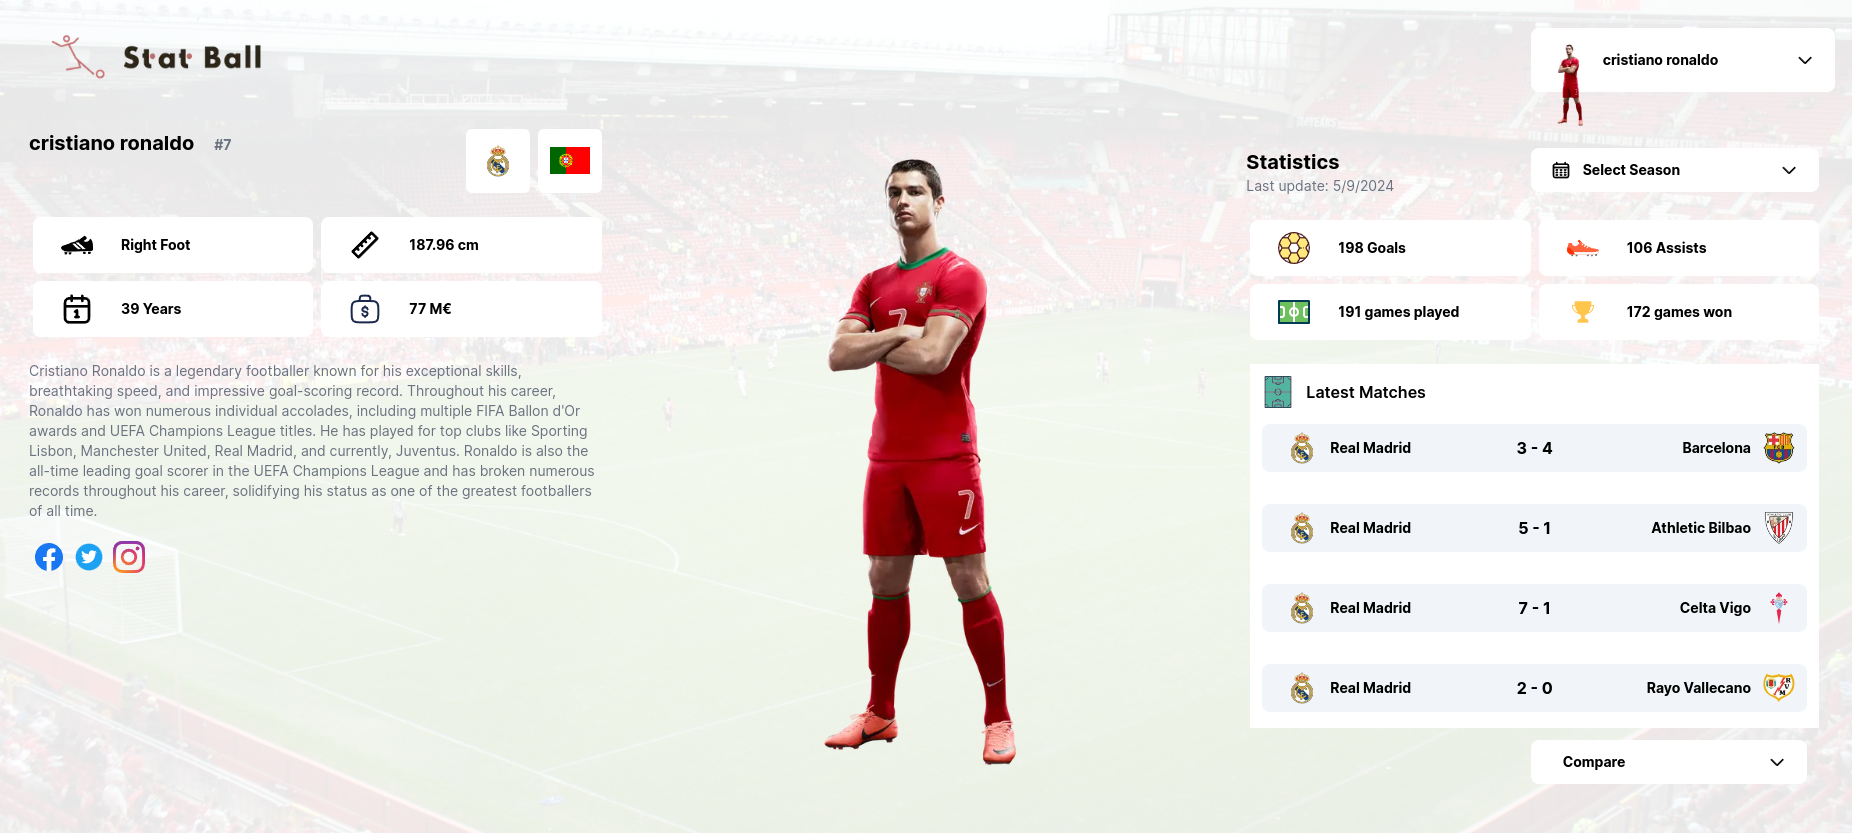 Stat Ball
cristiano ronaldo
cristiano ronaldo #7
Right Foot
187.96 cm
39 Years
77 M€
Cristiano Ronaldo is a legendary footballer known for his exceptional skills,
breathtaking speed, and impressive goal-scoring record. Throughout his career,
Ronaldo has won numerous individual accolades, including multiple FIFA Ballon d'Or
awards and UEFA Champions League titles. He has played for top clubs like Sporting
Lisbon, Manchester United, Real Madrid, and currently, Juventus. Ronaldo is also the
all-time leading goal scorer in the UEFA Champions League and has broken numerous
records throughout his career, solidifying his status as one of the greatest footballers
of all time.
7
7
Statistics
Last update: 5/9/2024
Select Season
198 Goals
106 Assists
191 games played
172 games won
Latest Matches
Real Madrid 3 - 4 Barcelona
Real Madrid 5 - 1 Athletic Bilbao
Real Madrid 7 - 1 Celta Vigo
Real Madrid 2 - 0 Rayo Vallecano
Compare